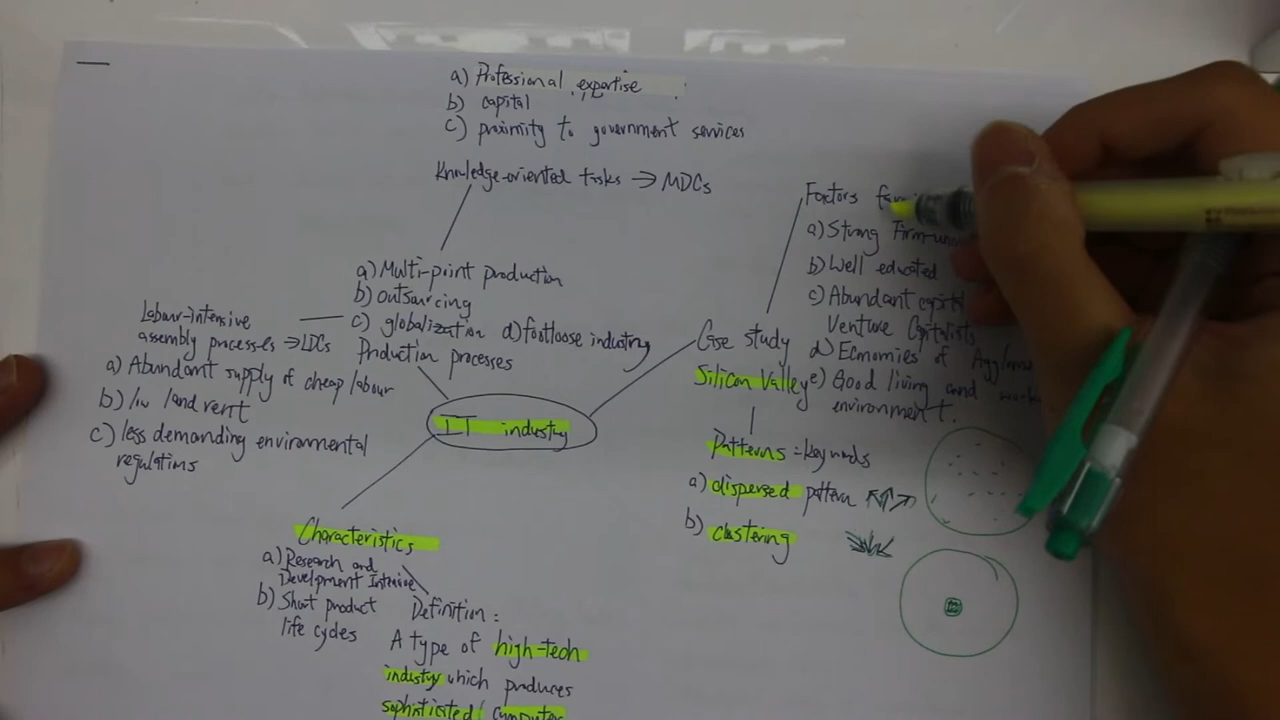 a) Professional expertise
b) capital
c) proximity to government services
Knowledge-oriented tasks → MDCs
a) Multi-point production
b) outsourcing
c) globalization d) footloose industry
Production processes
Labour-intensive
assembly processes ⇒ LDCs
a) Abundant supply of cheap labour
b) low land rent
c) less demanding environmental
regulations
IT industry
Characteristics
a) Research and
Development Intensive
b) Short product
life cycles
Definition :
A type of high-tech
industry which produces
sophisticated computer
Case study
Silicon Valley
Patterns = keywords
a) dispersed pattern
b) clustering
Factors
a) Strong Firm-
b) Well educated
c) Abundant capital
Venture Capitalists
d) Economies of
e) Good living and
environment.